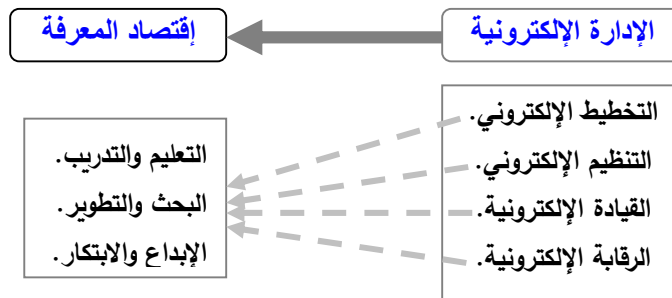 الإدارة الإلكترونية
إقتصاد المعرفة
التخطيط الإلكتروني.
التنظيم الإلكتروني.
القيادة الإلكترونية.
الرقابة الإلكترونية.
التعليم والتدريب.
البحث والتطوير.
الإبداع والابتكار.